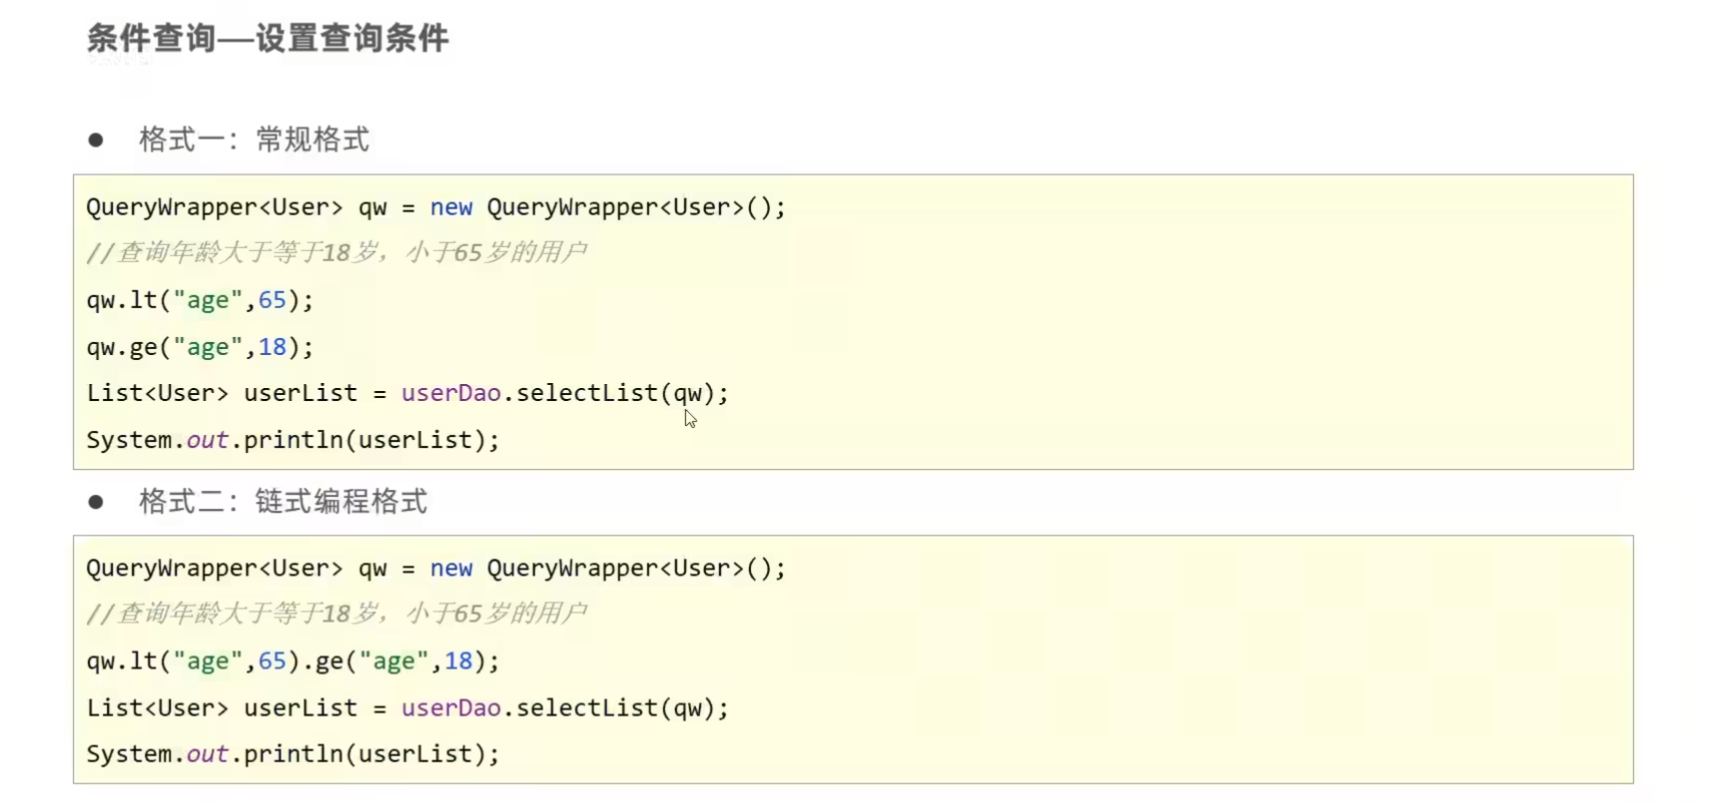 条件查询—设置查询条件
● 格式一：常规格式
QueryWrapper<User> qw = new QueryWrapper<User>();
//查询年龄大于等于18岁，小于65岁的用户
qw.lt("age",65);
qw.ge("age",18);
List<User> userList = userDao.selectList(qw);
System.out.println(userList);
● 格式二：链式编程格式
QueryWrapper<User> qw = new QueryWrapper<User>();
//查询年龄大于等于18岁，小于65岁的用户
qw.lt("age",65).ge("age",18);
List<User> userList = userDao.selectList(qw);
System.out.println(userList);